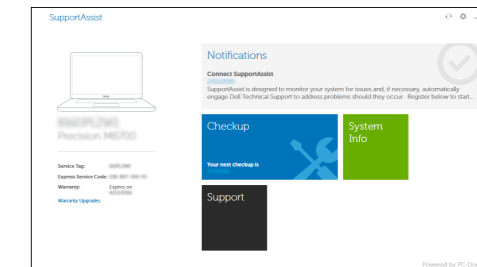 SupportAssist
Notifications
Connect SupportAssist
SupportAssist is designed to monitor your system for issues and, if necessary, automatically
engage Dell Technical Support to address problems should they occur. Register below to start...
Precision M6700
Checkup
Your next checkup is
System
Info
Service Tag:
Express Service Code:
Warranty: Expires on
Warranty Upgrades
Support
Powered by PC-Doc